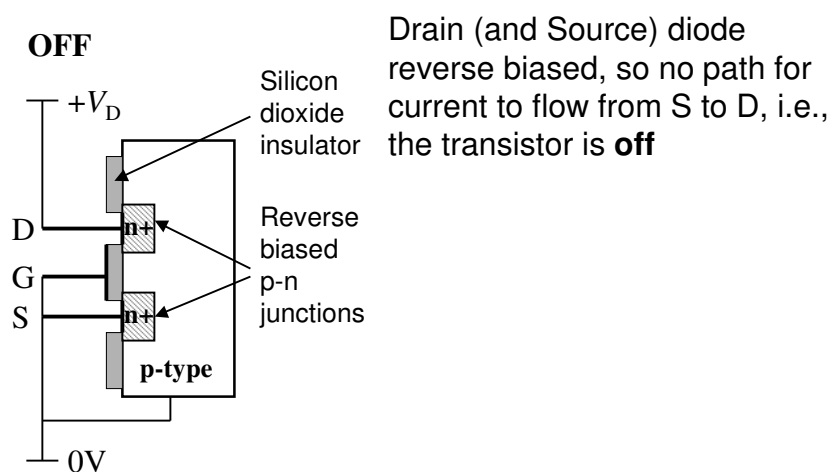 OFF
Drain (and Source) diode
reverse biased, so no path for
current to flow from S to D, i.e.,
the transistor is off
+VD
Silicon
dioxide
insulator
D
n+
G
S
n+
Reverse
biased
p-n
junctions
p-type
0V